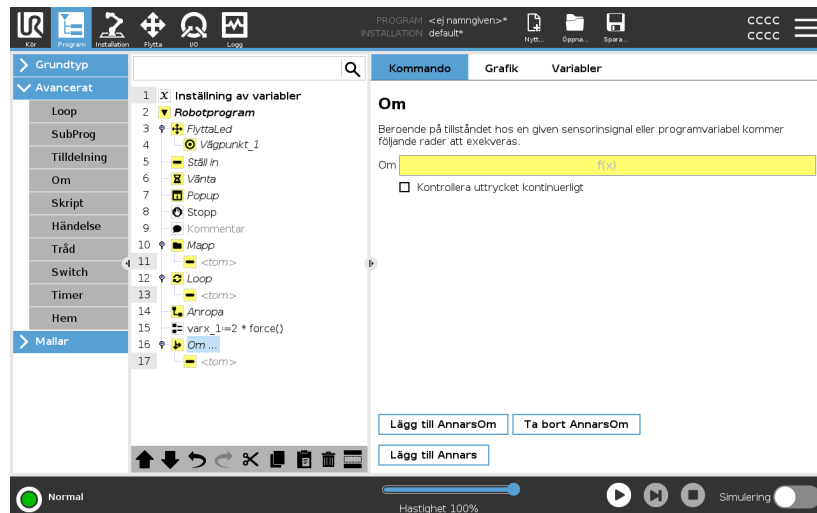 PROGRAM <ej namngiven>*
INSTALLATION default*
CCCC
CCCC
Kör
Program
Installation
Flytta
I/O
Logg
Nytt...
Öppna...
Spara...
Grundtyp
Avancerat
Loop
SubProg
Tilldelning
Om
Skript
Händelse
Tråd
Switch
Timer
Hem
Mallar
1 X Inställning av variabler
2 Robotprogram
3 FlyttaLed
4 Vägpunkt_1
5 Ställ in
6 Vänta
7 Popup
8 Stopp
9 Kommentar
10 Mapp
11 <tom>
12 Loop
13 <tom>
14 Anropa
15 varx_1:=2 * force()
16 Om ...
17 <tom>
Kommando
Grafik
Variabler
Om
Beroende på tillståndet hos en given sensorinsignal eller programvariabel kommer
följande rader att exekveras.
Om f(x)
Kontrollera uttrycket kontinuerligt
Lägg till AnnarsOm
Ta bort AnnarsOm
Lägg till Annars
Normal
Hastighet 100%
Simulering